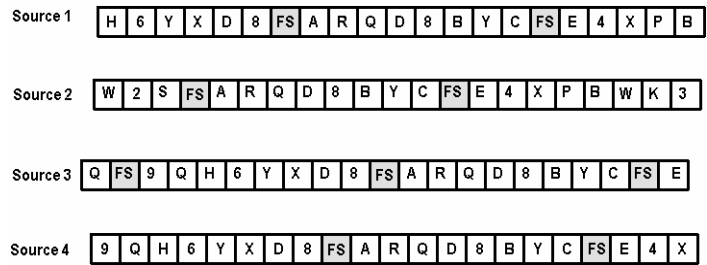 Source 1 H 6 Y X D 8 FS A R Q D 8 B Y C FS E 4 X P B
Source 2 W 2 S FS A R Q D 8 B Y C FS E 4 X P B W K 3
Source 3 Q FS 9 Q H 6 Y X D 8 FS A R Q D 8 B Y C FS E
Source 4 9 Q H 6 Y X D 8 FS A R Q D 8 B Y C FS E 4 X